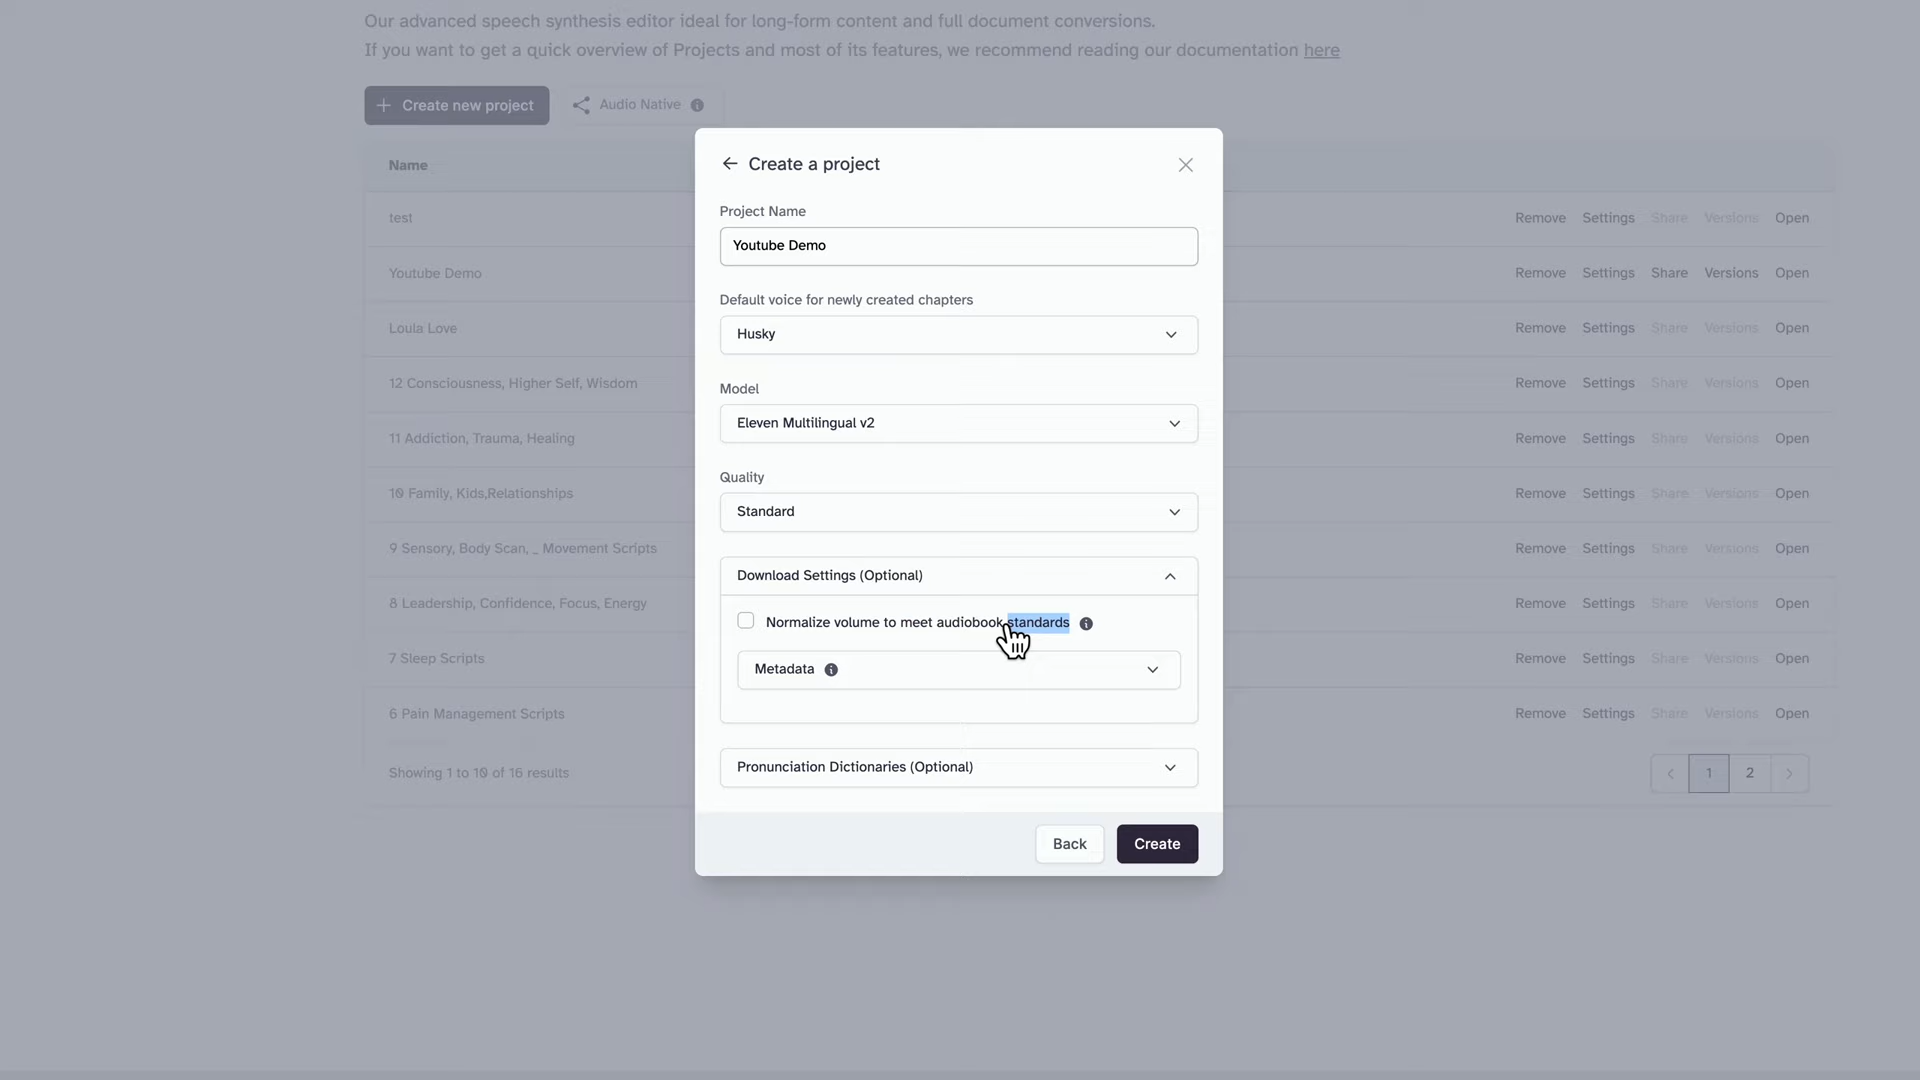 Our advanced speech synthesis editor ideal for long-form content and full document conversions.
If you want to get a quick overview of Projects and most of its features, we recommend reading our documentation here
Create new project
Audio Native
Name
test
Remove Settings Share Versions Open
Youtube Demo
Remove Settings Share Versions Open
Loula Love
Remove Settings Share Versions Open
12 Consciousness, Higher Self, Wisdom
Remove Settings Share Versions Open
11 Addiction, Trauma, Healing
Remove Settings Share Versions Open
10 Family, Kids,Relationships
Remove Settings Share Versions Open
9 Sensory, Body Scan, _ Movement Scripts
Remove Settings Share Versions Open
8 Leadership, Confidence, Focus, Energy
Remove Settings Share Versions Open
7 Sleep Scripts
Remove Settings Share Versions Open
6 Pain Management Scripts
Remove Settings Share Versions Open
Showing 1 to 10 of 16 results
1 2
Create a project
Project Name
Youtube Demo
Default voice for newly created chapters
Husky
Model
Eleven Multilingual v2
Quality
Standard
Download Settings (Optional)
Normalize volume to meet audiobook standards
Metadata
Pronunciation Dictionaries (Optional)
Back
Create